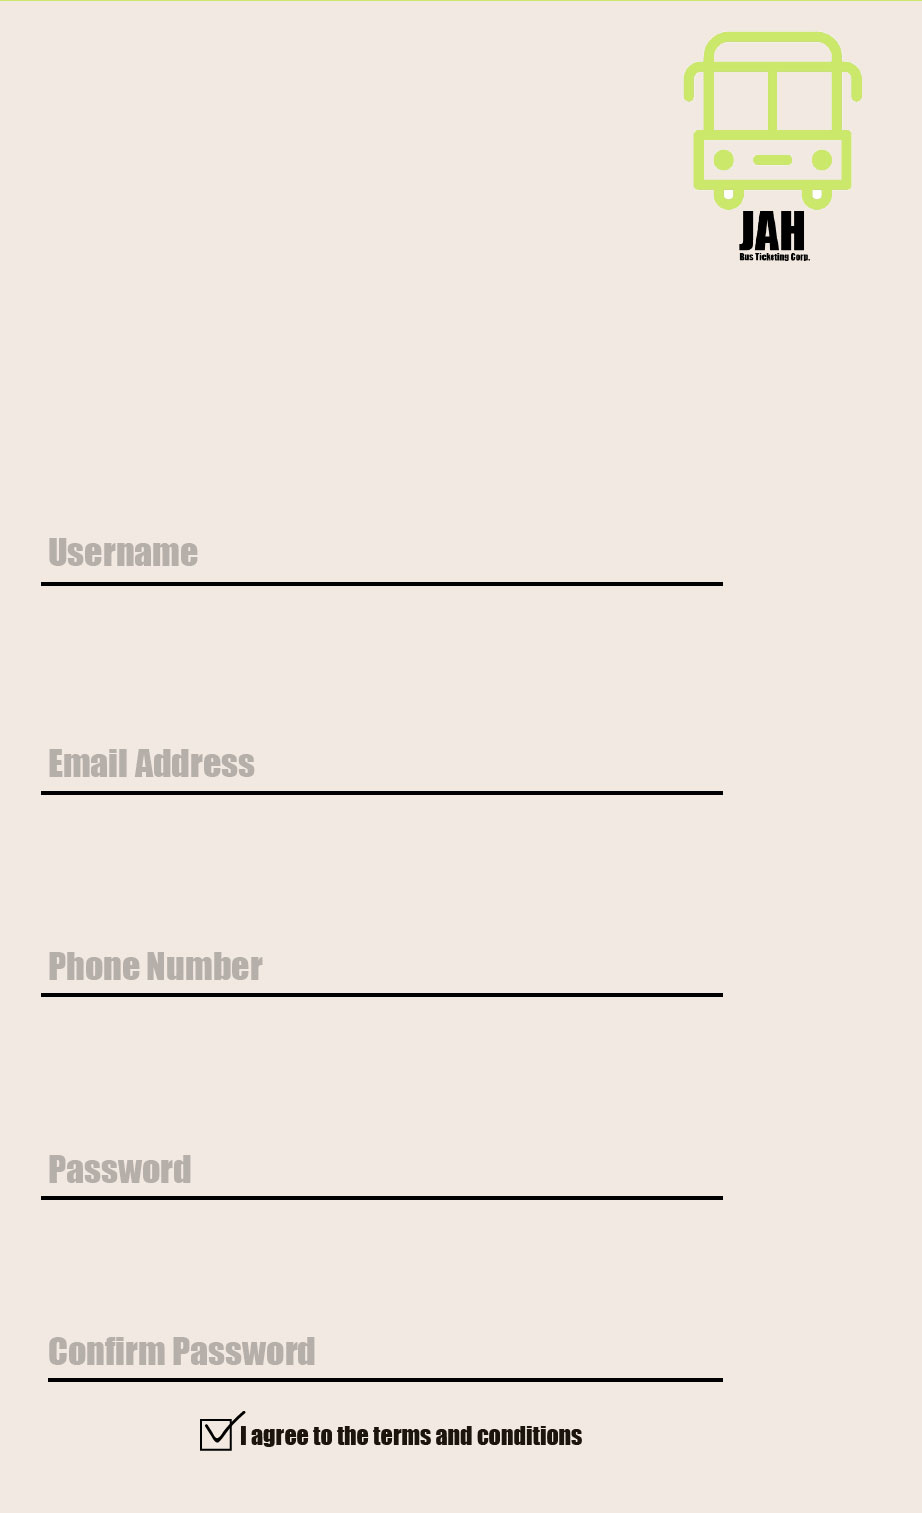 JAH
Bus Ticketing Corp.
Username
Email Address
Phone Number
Password
Confirm Password
I agree to the terms and conditions